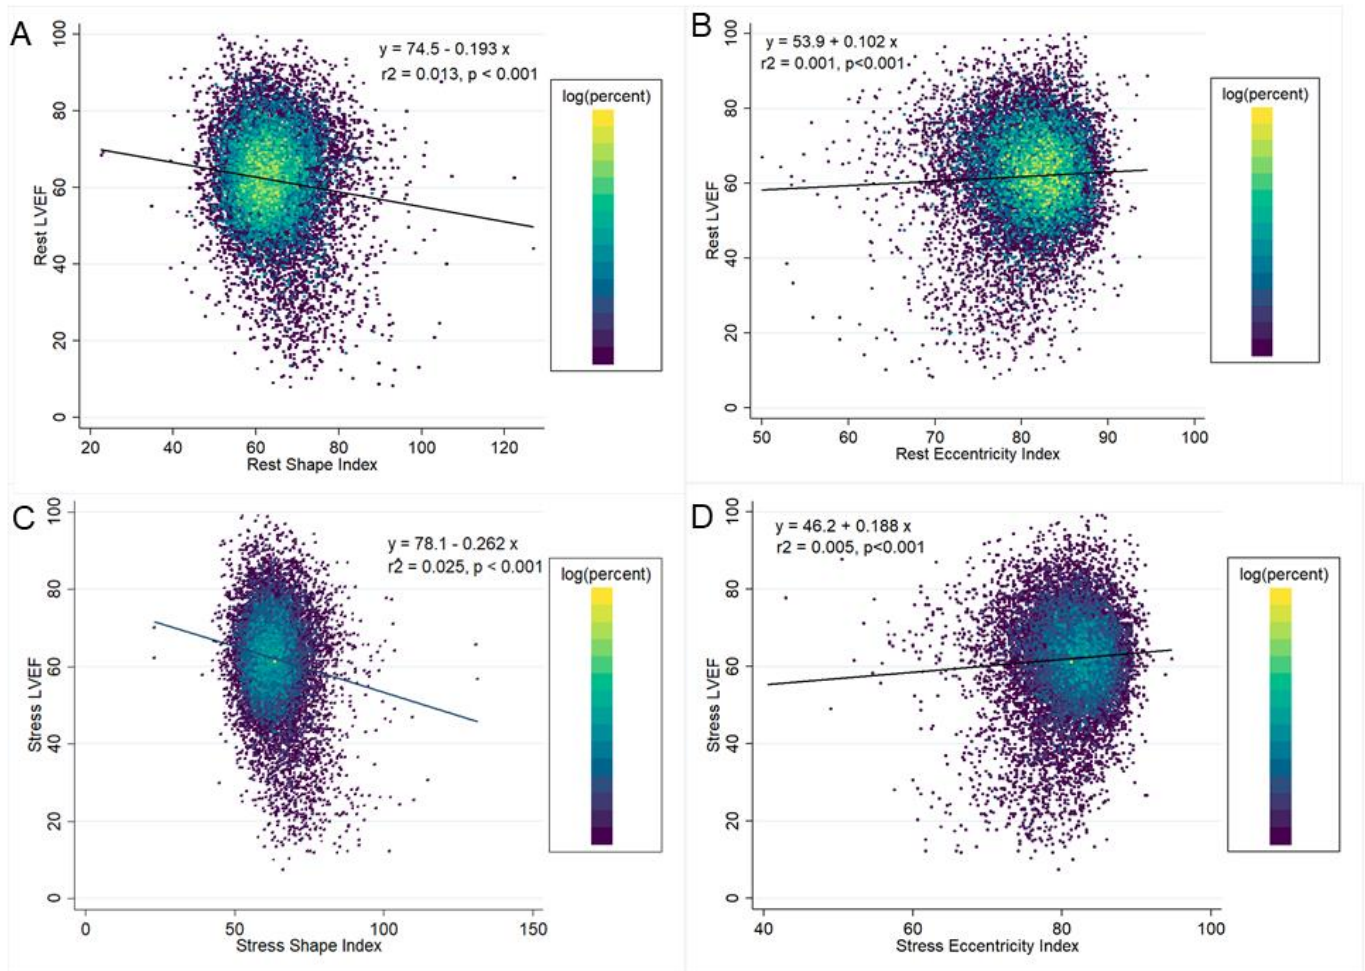 A
y = 74.5 - 0.193 x
r2 = 0.013, p < 0.001
log(percent)
100
80
60
40
20
0
Rest LVEF
20 40 60 80 100 120
Rest Shape Index
B
y = 53.9 + 0.102 x
r2 = 0.001, p<0.001
log(percent)
100
80
60
40
20
0
Rest LVEF
50 60 70 80 90 100
Rest Eccentricity Index
C
y = 78.1 - 0.262 x
r2 = 0.025, p < 0.001
log(percent)
100
80
60
40
20
0
Stress LVEF
0 50 100 150
Stress Shape Index
D
y = 46.2 + 0.188 x
r2 = 0.005, p<0.001
log(percent)
100
80
60
40
20
0
Stress LVEF
40 60 80 100
Stress Eccentricity Index